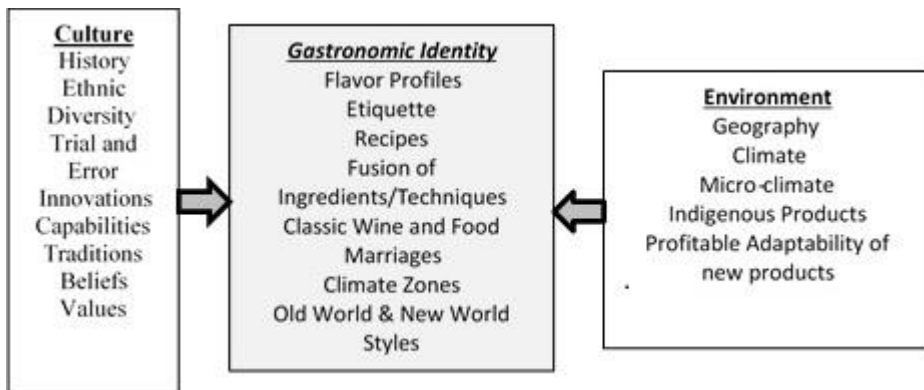 Culture
History
Ethnic
Diversity
Trial and
Error
Innovations
Capabilities
Traditions
Beliefs
Values
Gastronomic Identity
Flavor Profiles
Etiquette
Recipes
Fusion of
Ingredients/Techniques
Classic Wine and Food
Marriages
Climate Zones
Old World & New World
Styles
Environment
Geography
Climate
Micro-climate
Indigenous Products
Profitable Adaptability of
new products
.